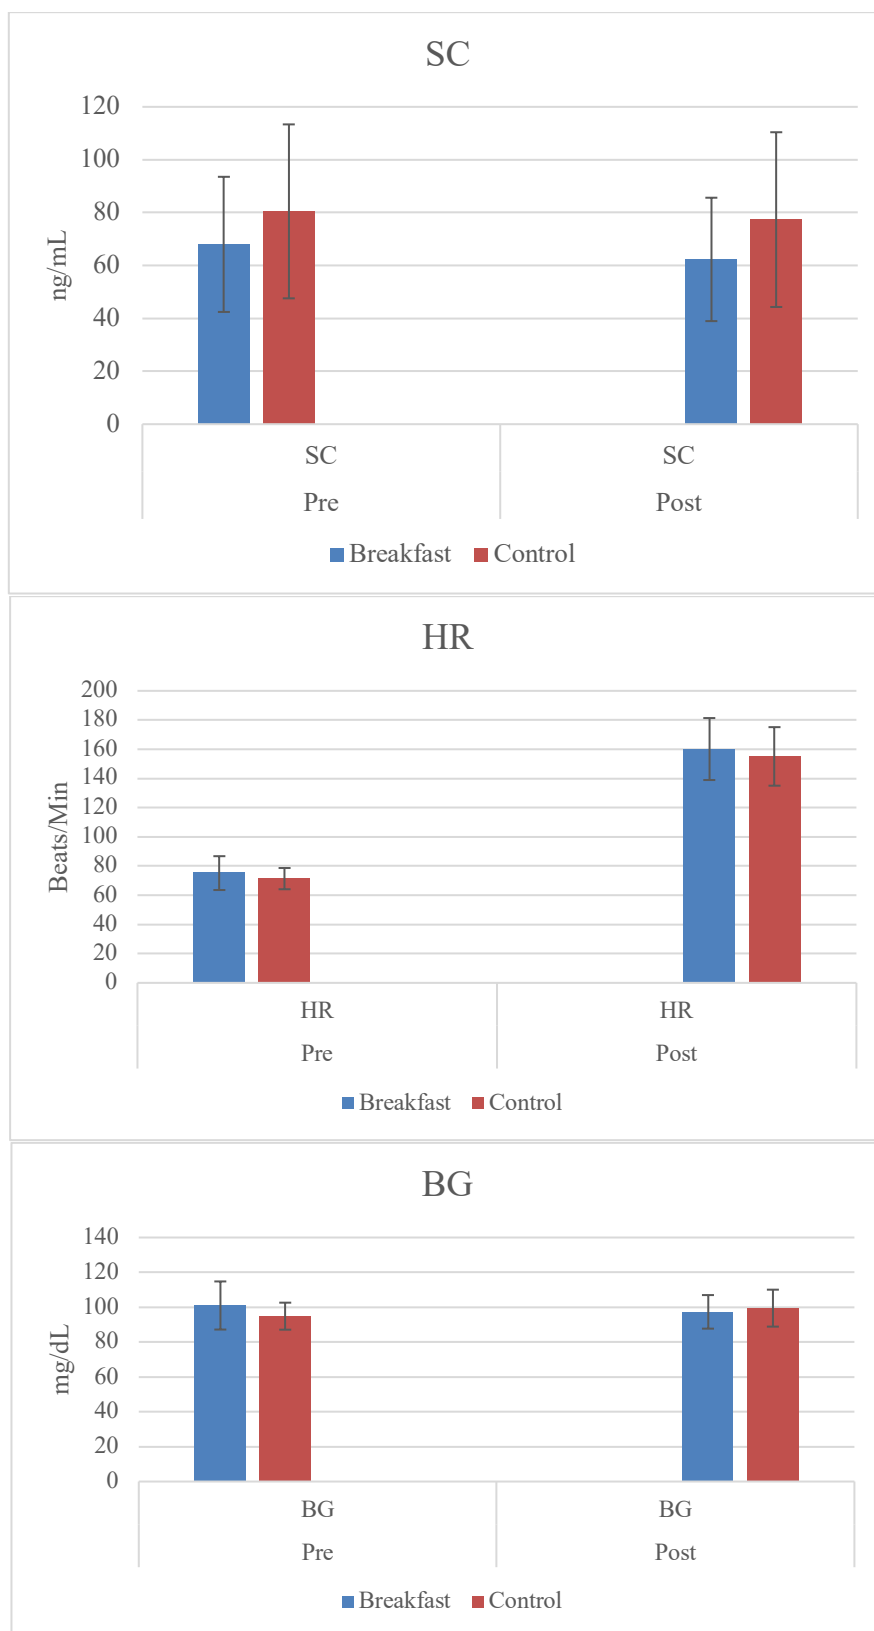 SC
120
100
80
60
40
20
0
ng/mL
SC SC
Pre Post
Breakfast Control
HR
200
180
160
140
120
100
80
60
40
20
0
Beats/Min
HR HR
Pre Post
Breakfast Control
BG
140
120
100
80
60
40
20
0
mg/dL
BG BG
Pre Post
Breakfast Control